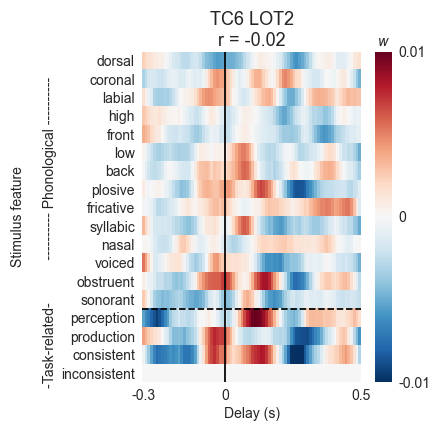 TC6 LOT2
r = -0.02
w
dorsal
coronal
labial
high
front
low
back
plosive
fricative
syllabic
nasal
voiced
obstruent
sonorant
perception
production
consistent
inconsistent
Stimulus feature
-Task-related- ---------- Phonological ----------
0.01
0
-0.01
-0.3 0 0.5
Delay (s)